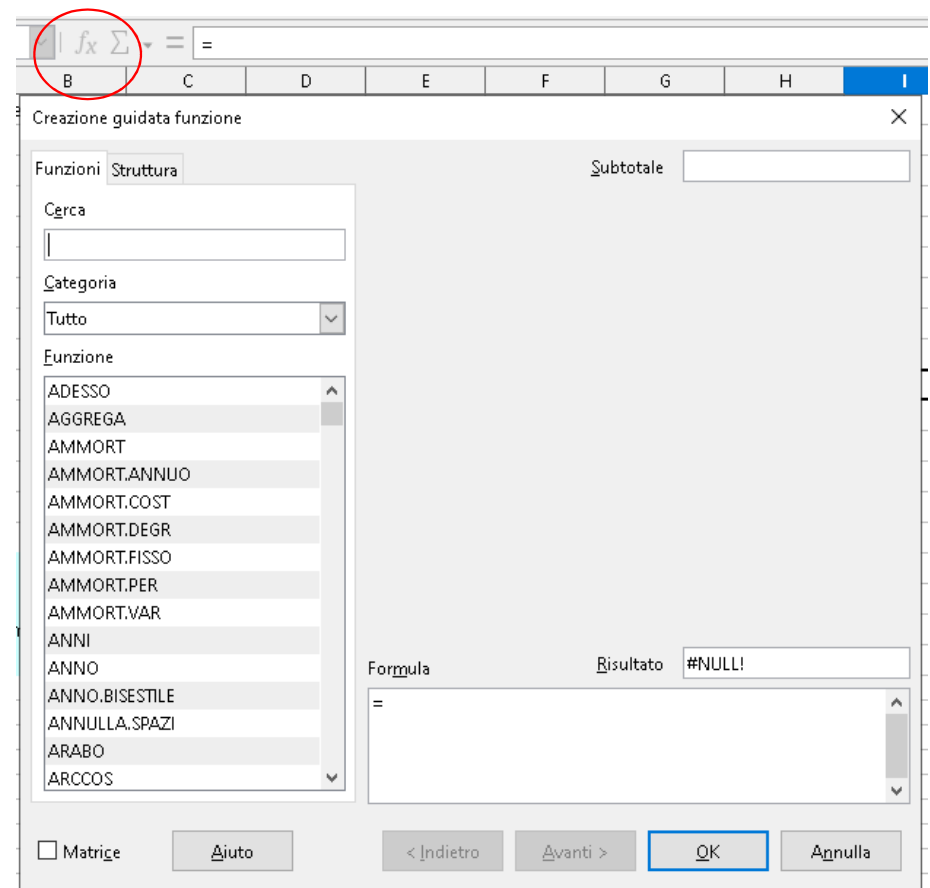 fx Σ = =
B C D E F G H I
Creazione guidata funzione
Funzioni Struttura
Subtotale
Cerca
Categoria
Tutto
Funzione
ADESSO
AGGREGA
AMMORT
AMMORT.ANNUO
AMMORT.COST
AMMORT.DEGR
AMMORT.FISSO
AMMORT.PER
AMMORT.VAR
ANNI
ANNO
ANNO.BISESTILE
ANNULLA.SPAZI
ARABO
ARCCOS
Formula
Risultato #NULL!
=
Matrice
Aiuto
< Indietro
Avanti >
OK
Annulla